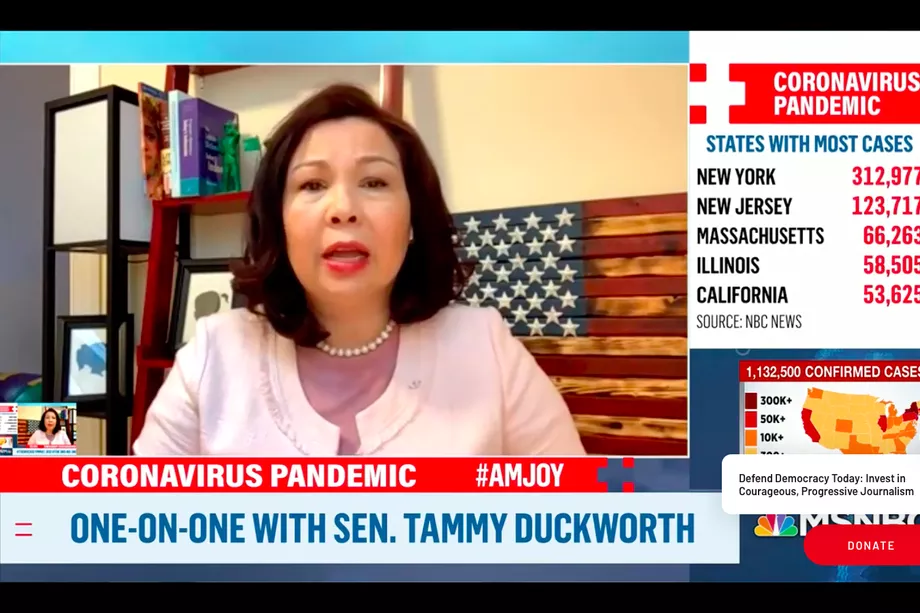 CORONAVIRUS
PANDEMIC
STATES WITH MOST CASES
NEW YORK 312,977
NEW JERSEY 123,717
MASSACHUSETTS 66,263
ILLINOIS 58,505
CALIFORNIA 53,625
SOURCE: NBC NEWS
1,132,500 CONFIRMED CASES
300K+
50K+
10K+
CORONAVIRUS PANDEMIC #AMJOY
ONE-ON-ONE WITH SEN. TAMMY DUCKWORTH
Defend Democracy Today: Invest in
Courageous, Progressive Journalism
MSNBC
DONATE